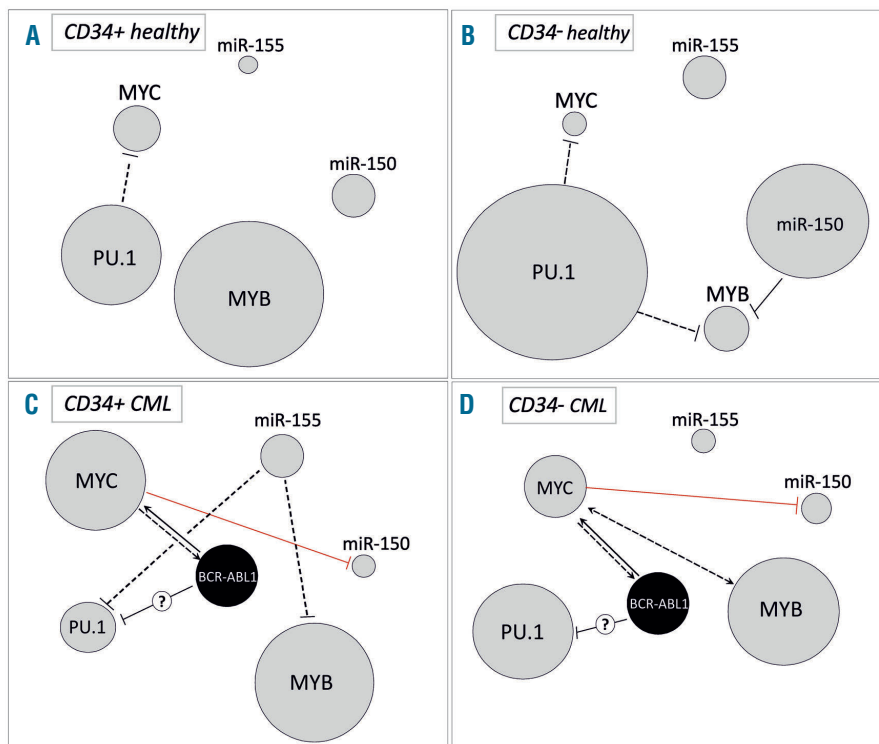 A
CD34+ healthy
miR-155
MYC
miR-150
PU.1
MYB
B
CD34- healthy
miR-155
MYC
miR-150
PU.1
MYB
C
CD34+ CML
miR-155
MYC
miR-150
BCR-ABL1
?
PU.1
MYB
D
CD34- CML
miR-155
MYC
miR-150
BCR-ABL1
MYB
?
PU.1